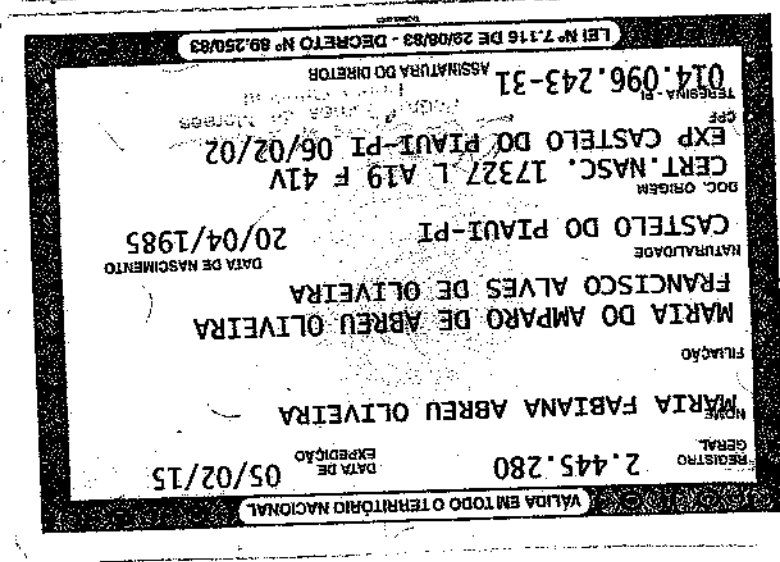 VÁLIDA EM TODO O TERRITÓRIO NACIONAL
REGISTRO GERAL 2.445.280 DATA DE EXPEDIÇÃO 05/02/15
NOME
MARIA FABIANA ABREU OLIVEIRA
FILIAÇÃO
MARIA DO AMPARO DE ABREU OLIVEIRA
FRANCISCO ALVES DE OLIVEIRA
NATURALIDADE DATA DE NASCIMENTO
CASTELO DO PIAUI-PI 20/04/1985
DOC. ORIGEM
CERT.NASC. 17327 L A19 F 41V
EXP CASTELO DO PIAUI-PI 06/02/02
CPF
014.096.243-31
TERESINA-PI
ASSINATURA DO DIRETOR
LEI Nº 7.116 DE 29/08/83 - DECRETO Nº 89.250/83